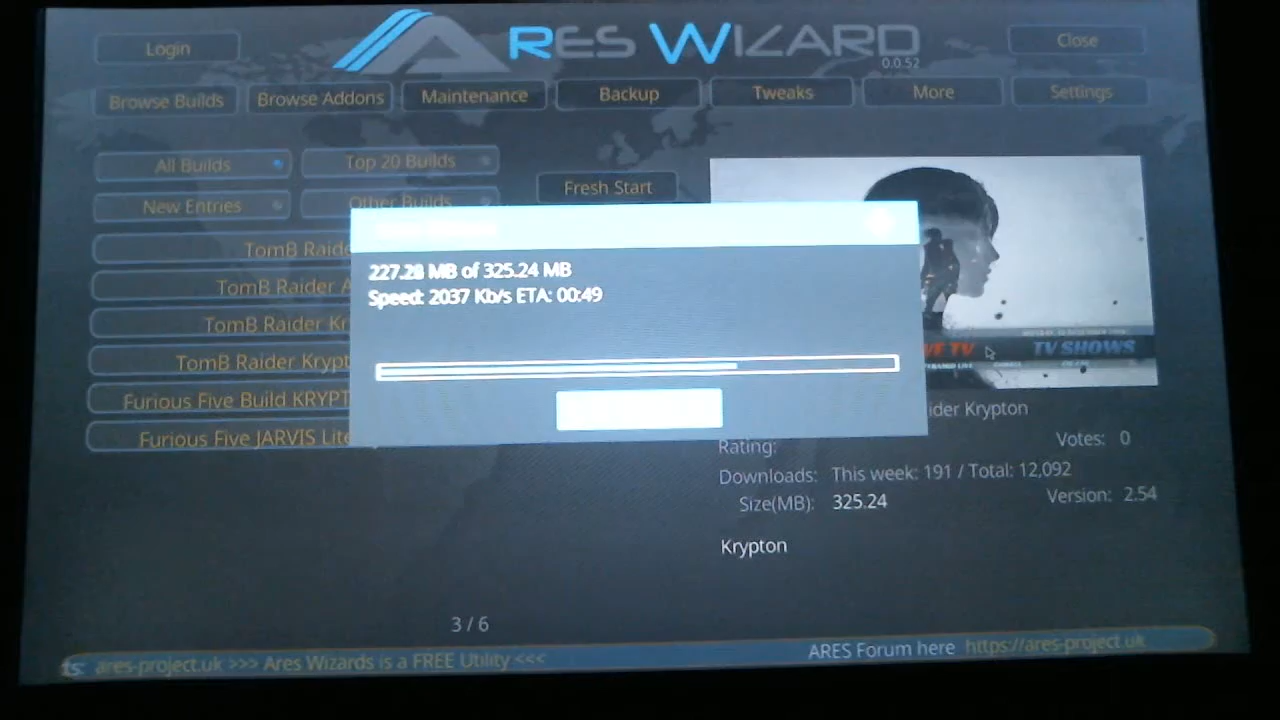 Login
ARES WIZARD
0.0.52
Close
Browse Builds
Browse Addons
Maintenance
Backup
Tweaks
More
Settings
All Builds
Top 20 Builds
New Entries
Other Builds
Fresh Start
TomB Raide
TomB Raider A
TomB Raider Kr
TomB Raider Krypt
Furious Five Build KRYPT
Furious Five JARVIS Lite
227.28 MB of 325.24 MB
Speed: 2037 Kb/s ETA: 00:49
VE TV
TV SHOWS
ider Krypton
Rating:
Votes: 0
Downloads: This week: 191 / Total: 12,092
Size(MB): 325.24
Version: 2.54
Krypton
3 / 6
ts: ares-project.uk >>> Ares Wizards is a FREE Utility <<<
ARES Forum here https://ares-project.uk